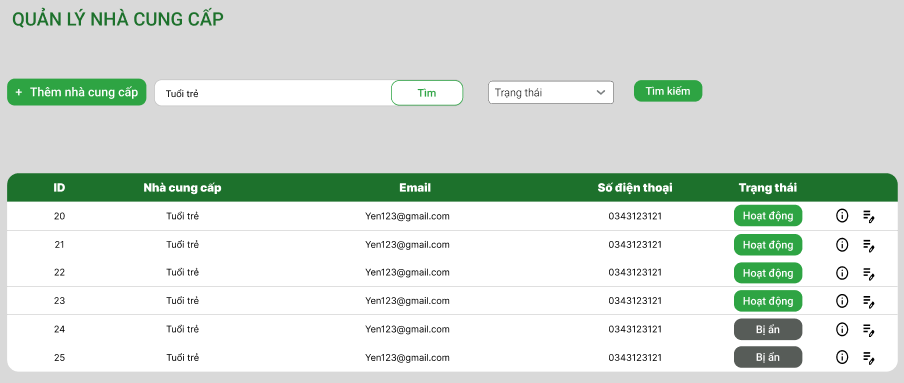 QUẢN LÝ NHÀ CUNG CẤP
+ Thêm nhà cung cấp Tuổi trẻ Tìm Trạng thái Tìm kiếm
ID Nhà cung cấp Email Số điện thoại Trạng thái
20 Tuổi trẻ Yen123@gmail.com 0343123121 Hoạt động
21 Tuổi trẻ Yen123@gmail.com 0343123121 Hoạt động
22 Tuổi trẻ Yen123@gmail.com 0343123121 Hoạt động
23 Tuổi trẻ Yen123@gmail.com 0343123121 Hoạt động
24 Tuổi trẻ Yen123@gmail.com 0343123121 Bị ẩn
25 Tuổi trẻ Yen123@gmail.com 0343123121 Bị ẩn